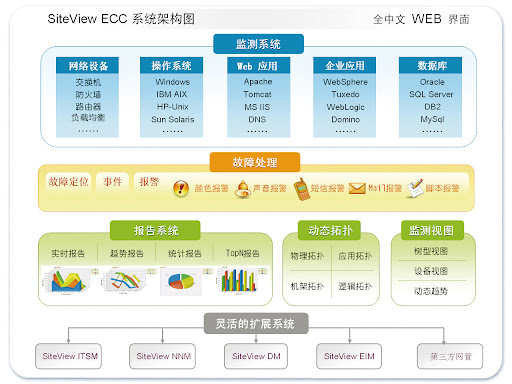 SiteView ECC 系统架构图
全中文 WEB 界面
监测系统
网络设备 操作系统 Web 应用 企业应用 数据库
交换机 Windows Apache WebSphere Oracle
防火墙 IBM AIX Tomcat Tuxedo SQL Server
路由器 HP-Unix MS IIS WebLogic DB2
负载均衡 Sun Solaris DNS Domino MySql
...... ...... ...... ...... ......
故障处理
故障定位 事件 报警 颜色报警 声音报警 短信报警 Mail报警 脚本报警
报告系统 动态拓扑 监测视图
实时报告 趋势报告 统计报告 TopN报告
物理拓扑 应用拓扑
机架拓扑 逻辑拓扑
树型视图
设备视图
动态趋势
灵活的扩展系统
SiteView ITSM SiteView NNM SiteView DM SiteView EIM 第三方网管